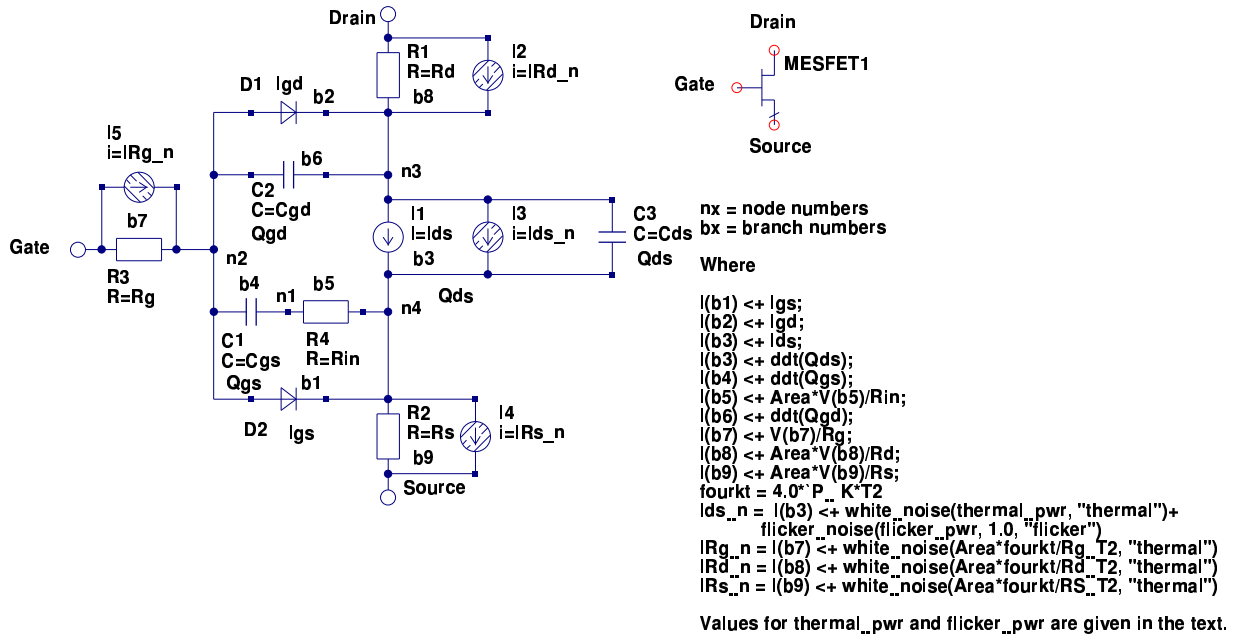 Drain
R1
R=Rd
b8
I2
i=IRd_n
D1
Igd
b2
I5
i=IRg_n
b7
Gate
R3
R=Rg
b6
C2
C=Cgd
Qgd
n3
n2
I1
I=Ids
b3
I3
i=Ids_n
C3
C=Cds
Qds
Qds
b4
n1
b5
n4
C1
C=Cgs
Qgs
R4
R=Rin
b1
D2
Igs
R2
R=Rs
b9
I4
i=IRs_n
Source
Drain
MESFET1
Gate
Source
nx = node numbers
bx = branch numbers
Where
I(b1) <+ Igs;
I(b2) <+ Igd;
I(b3) <+ Ids;
I(b3) <+ ddt(Qds);
I(b4) <+ ddt(Qgs);
I(b5) <+ Area*V(b5)/Rin;
I(b6) <+ ddt(Qgd);
I(b7) <+ V(b7)/Rg;
I(b8) <+ Area*V(b8)/Rd;
I(b9) <+ Area*V(b9)/Rs;
fourkt = 4.0*`P_K*T2
Ids_n = I(b3) <+ white_noise(thermal_pwr, "thermal")+
flicker_noise(flicker_pwr, 1.0, "flicker")
IRg_n = I(b7) <+ white_noise(Area*fourkt/Rg_T2, "thermal")
IRd_n = I(b8) <+ white_noise(Area*fourkt/Rd_T2, "thermal")
IRs_n = I(b9) <+ white_noise(Area*fourkt/RS_T2, "thermal")
Values for thermal_pwr and flicker_pwr are given in the text.